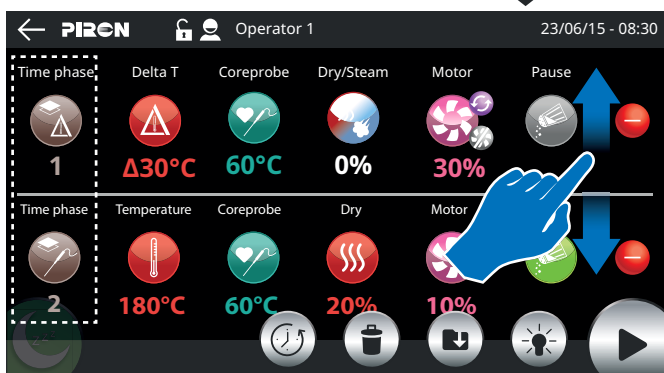 PIRON Operator 1 23/06/15 - 08:30
Time phase Delta T Coreprobe Dry/Steam Motor Pause
1 Δ30°C 60°C 0% 30%
Time phase Temperature Coreprobe Dry Motor
2 180°C 60°C 20% 10%